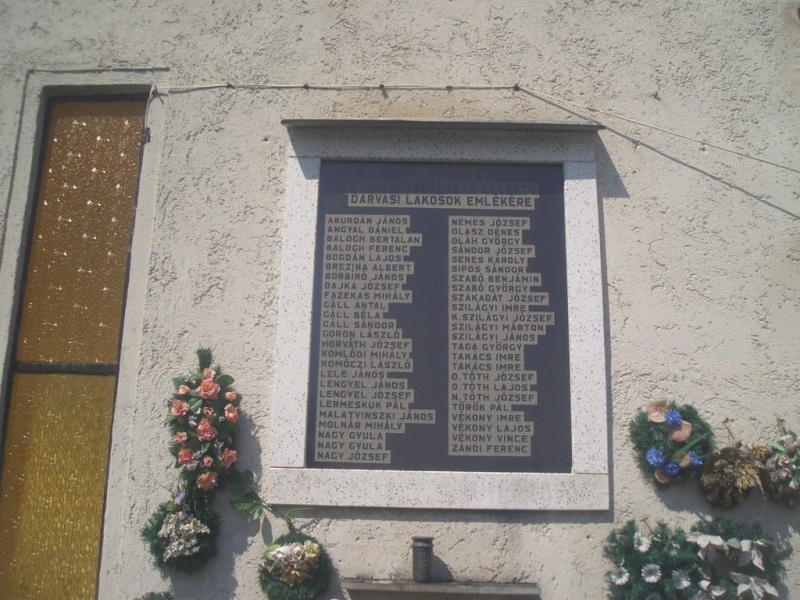 HÁBORÚBAN ELESETT
DARVASI LAKOSOK EMLÉKÉRE
ABURDÁN JÁNOS
ANGYAL DÁNIEL
BALOGH BERTALAN
BALOGH FERENC
BOGDÁN LAJOS
BREZINA ALBERT
BORBIRÓ JÁNOS
DAJKA JÓZSEF
FAZEKAS MIHÁLY
GÁLL ANTAL
GÁLL BÉLA
GÁLL SÁNDOR
GORON LÁSZLÓ
HORVÁTH JÓZSEF
KOMLÓDI MIHÁLY
KOMÓCZI LÁSZLÓ
LELE JÁNOS
LENGYEL JÁNOS
LENGYEL JÓZSEF
LERMESKUK PÁL
MALATVINSZKI JÁNOS
MOLNÁR MIHÁLY
NAGY GYULA
NAGY GYULA
NAGY JÓZSEF
NEMES JÓZSEF
OLASZ DÉNES
OLÁH GYÖRGY
SÁNDOR JÓZSEF
SERES KÁROLY
SIPOS SÁNDOR
SZABÓ BENJÁMIN
SZABÓ GYÖRGY
SZAKADÁT JÓZSEF
SZILÁGYI IMRE
K.SZILÁGYI JÓZSEF
SZILÁGYI MÁRTON
SZILÁGYI JÁNOS
TAGA GYÖRGY
TAKÁCS IMRE
TAKÁCS IMRE
O.TÓTH JÓZSEF
O.TÓTH LAJOS
N.TÓTH JÓZSEF
TÖRÖK PÁL
VÉKONY IMRE
VÉKONY LAJOS
VÉKONY VINCE
ZÁNDI FERENC